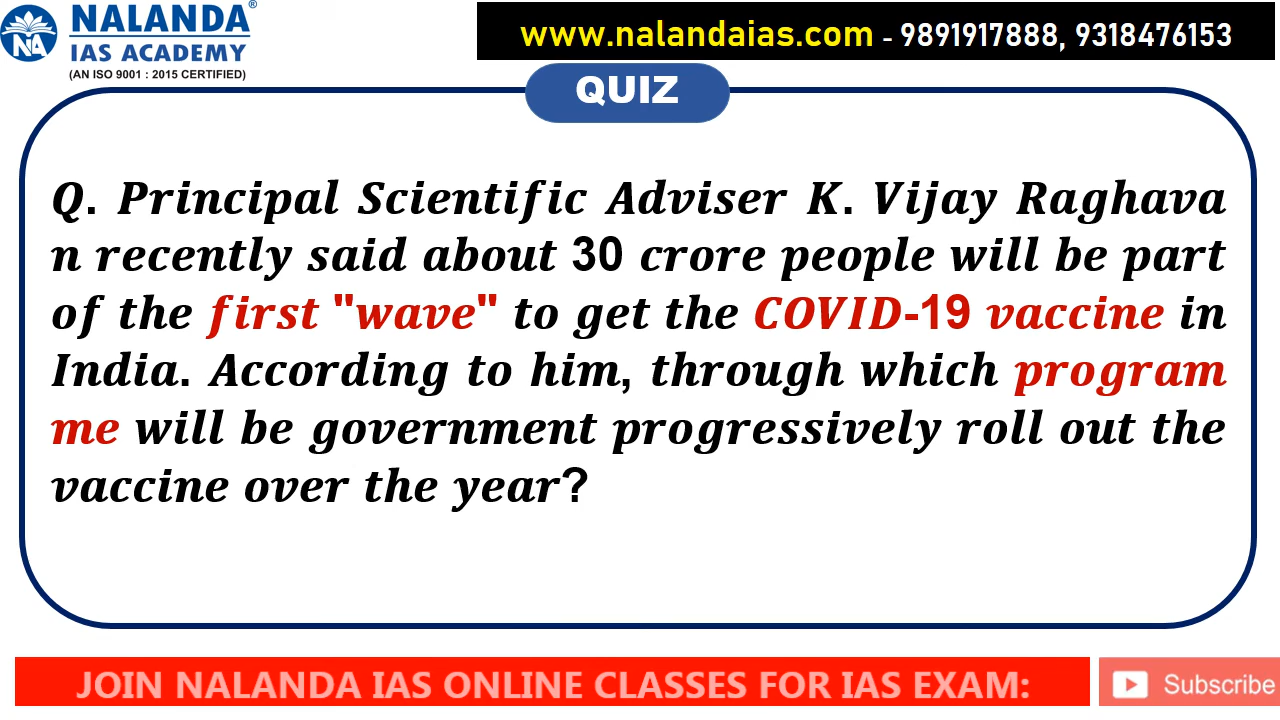 NALANDA®
IAS ACADEMY
(AN ISO 9001 : 2015 CERTIFIED)
NA
www.nalandaias.com - 9891917888, 9318476153
QUIZ
Q. Principal Scientific Adviser K. Vijay Raghava
n recently said about 30 crore people will be part
of the first "wave" to get the COVID-19 vaccine in
India. According to him, through which program
me will be government progressively roll out the
vaccine over the year?
JOIN NALANDA IAS ONLINE CLASSES FOR IAS EXAM:
Subscribe